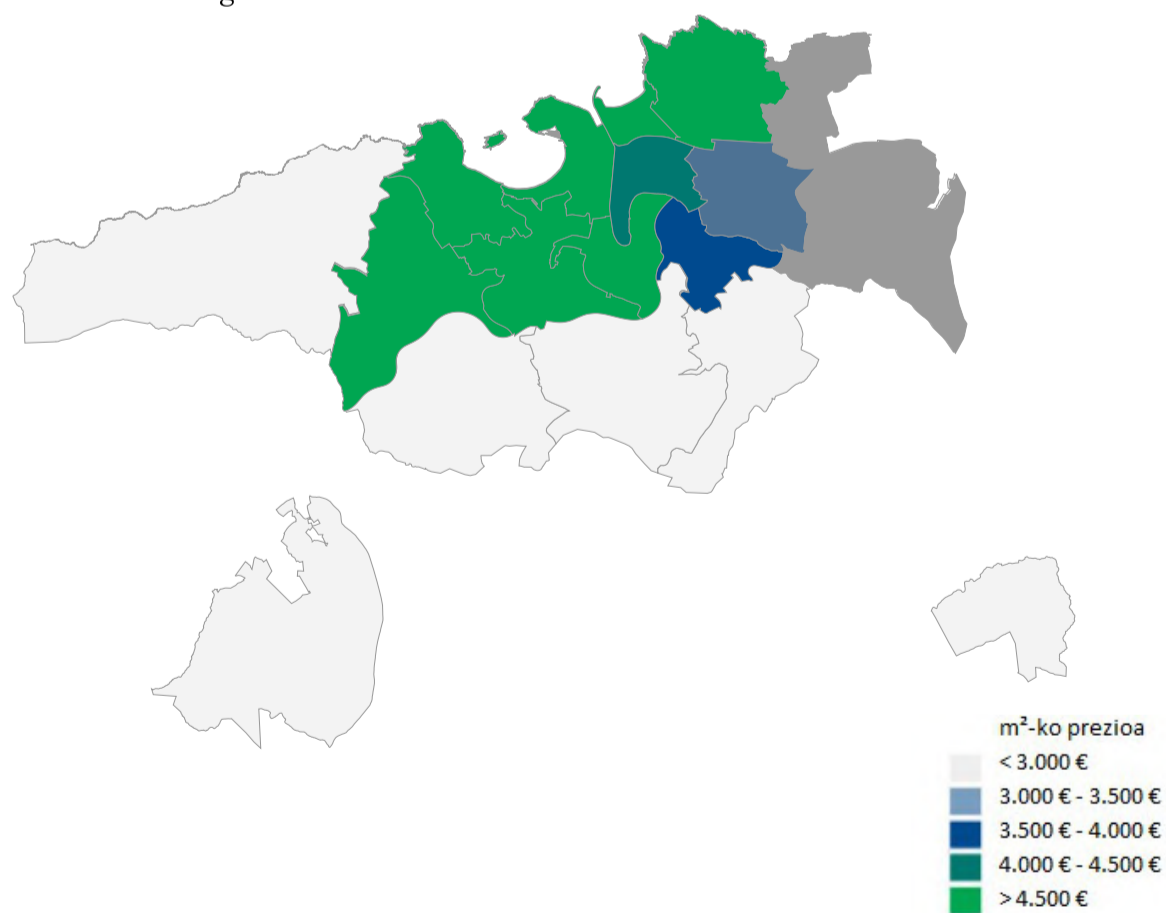 m²-ko prezioa
< 3.000 €
3.000 € - 3.500 €
3.500 € - 4.000 €
4.000 € - 4.500 €
> 4.500 €